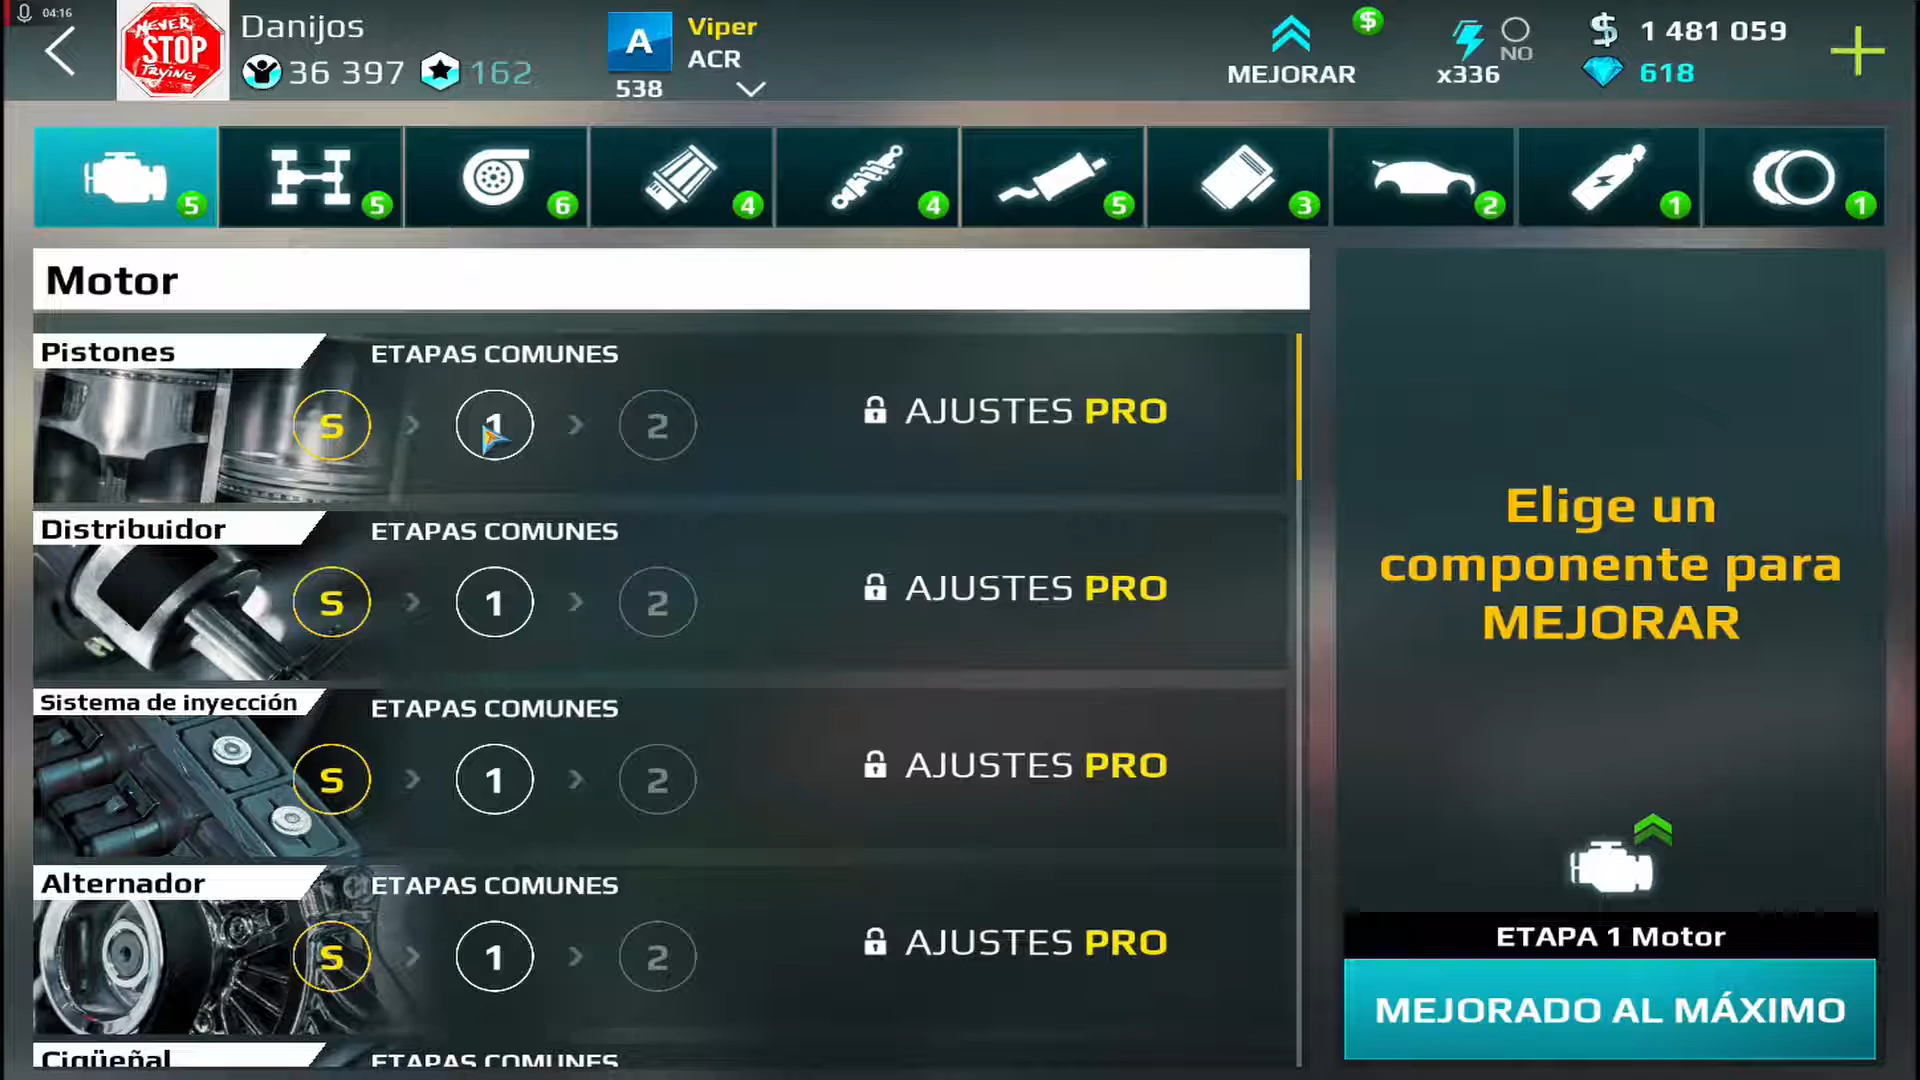 04:16
NEVER
STOP
TRYING
Danijos
36 397
162
A
538
Viper
ACR
MEJORAR
$
x336
NO
$ 1 481 059
618
5
5
6
4
4
5
3
2
1
1
Motor
Pistones
ETAPAS COMUNES
S > 1 > 2
AJUSTES PRO
Distribuidor
ETAPAS COMUNES
S > 1 > 2
AJUSTES PRO
Sistema de inyección
ETAPAS COMUNES
S > 1 > 2
AJUSTES PRO
Alternador
ETAPAS COMUNES
S > 1 > 2
AJUSTES PRO
Cigüeñal
ETAPAS COMUNES
Elige un
componente para
MEJORAR
ETAPA 1 Motor
MEJORADO AL MÁXIMO